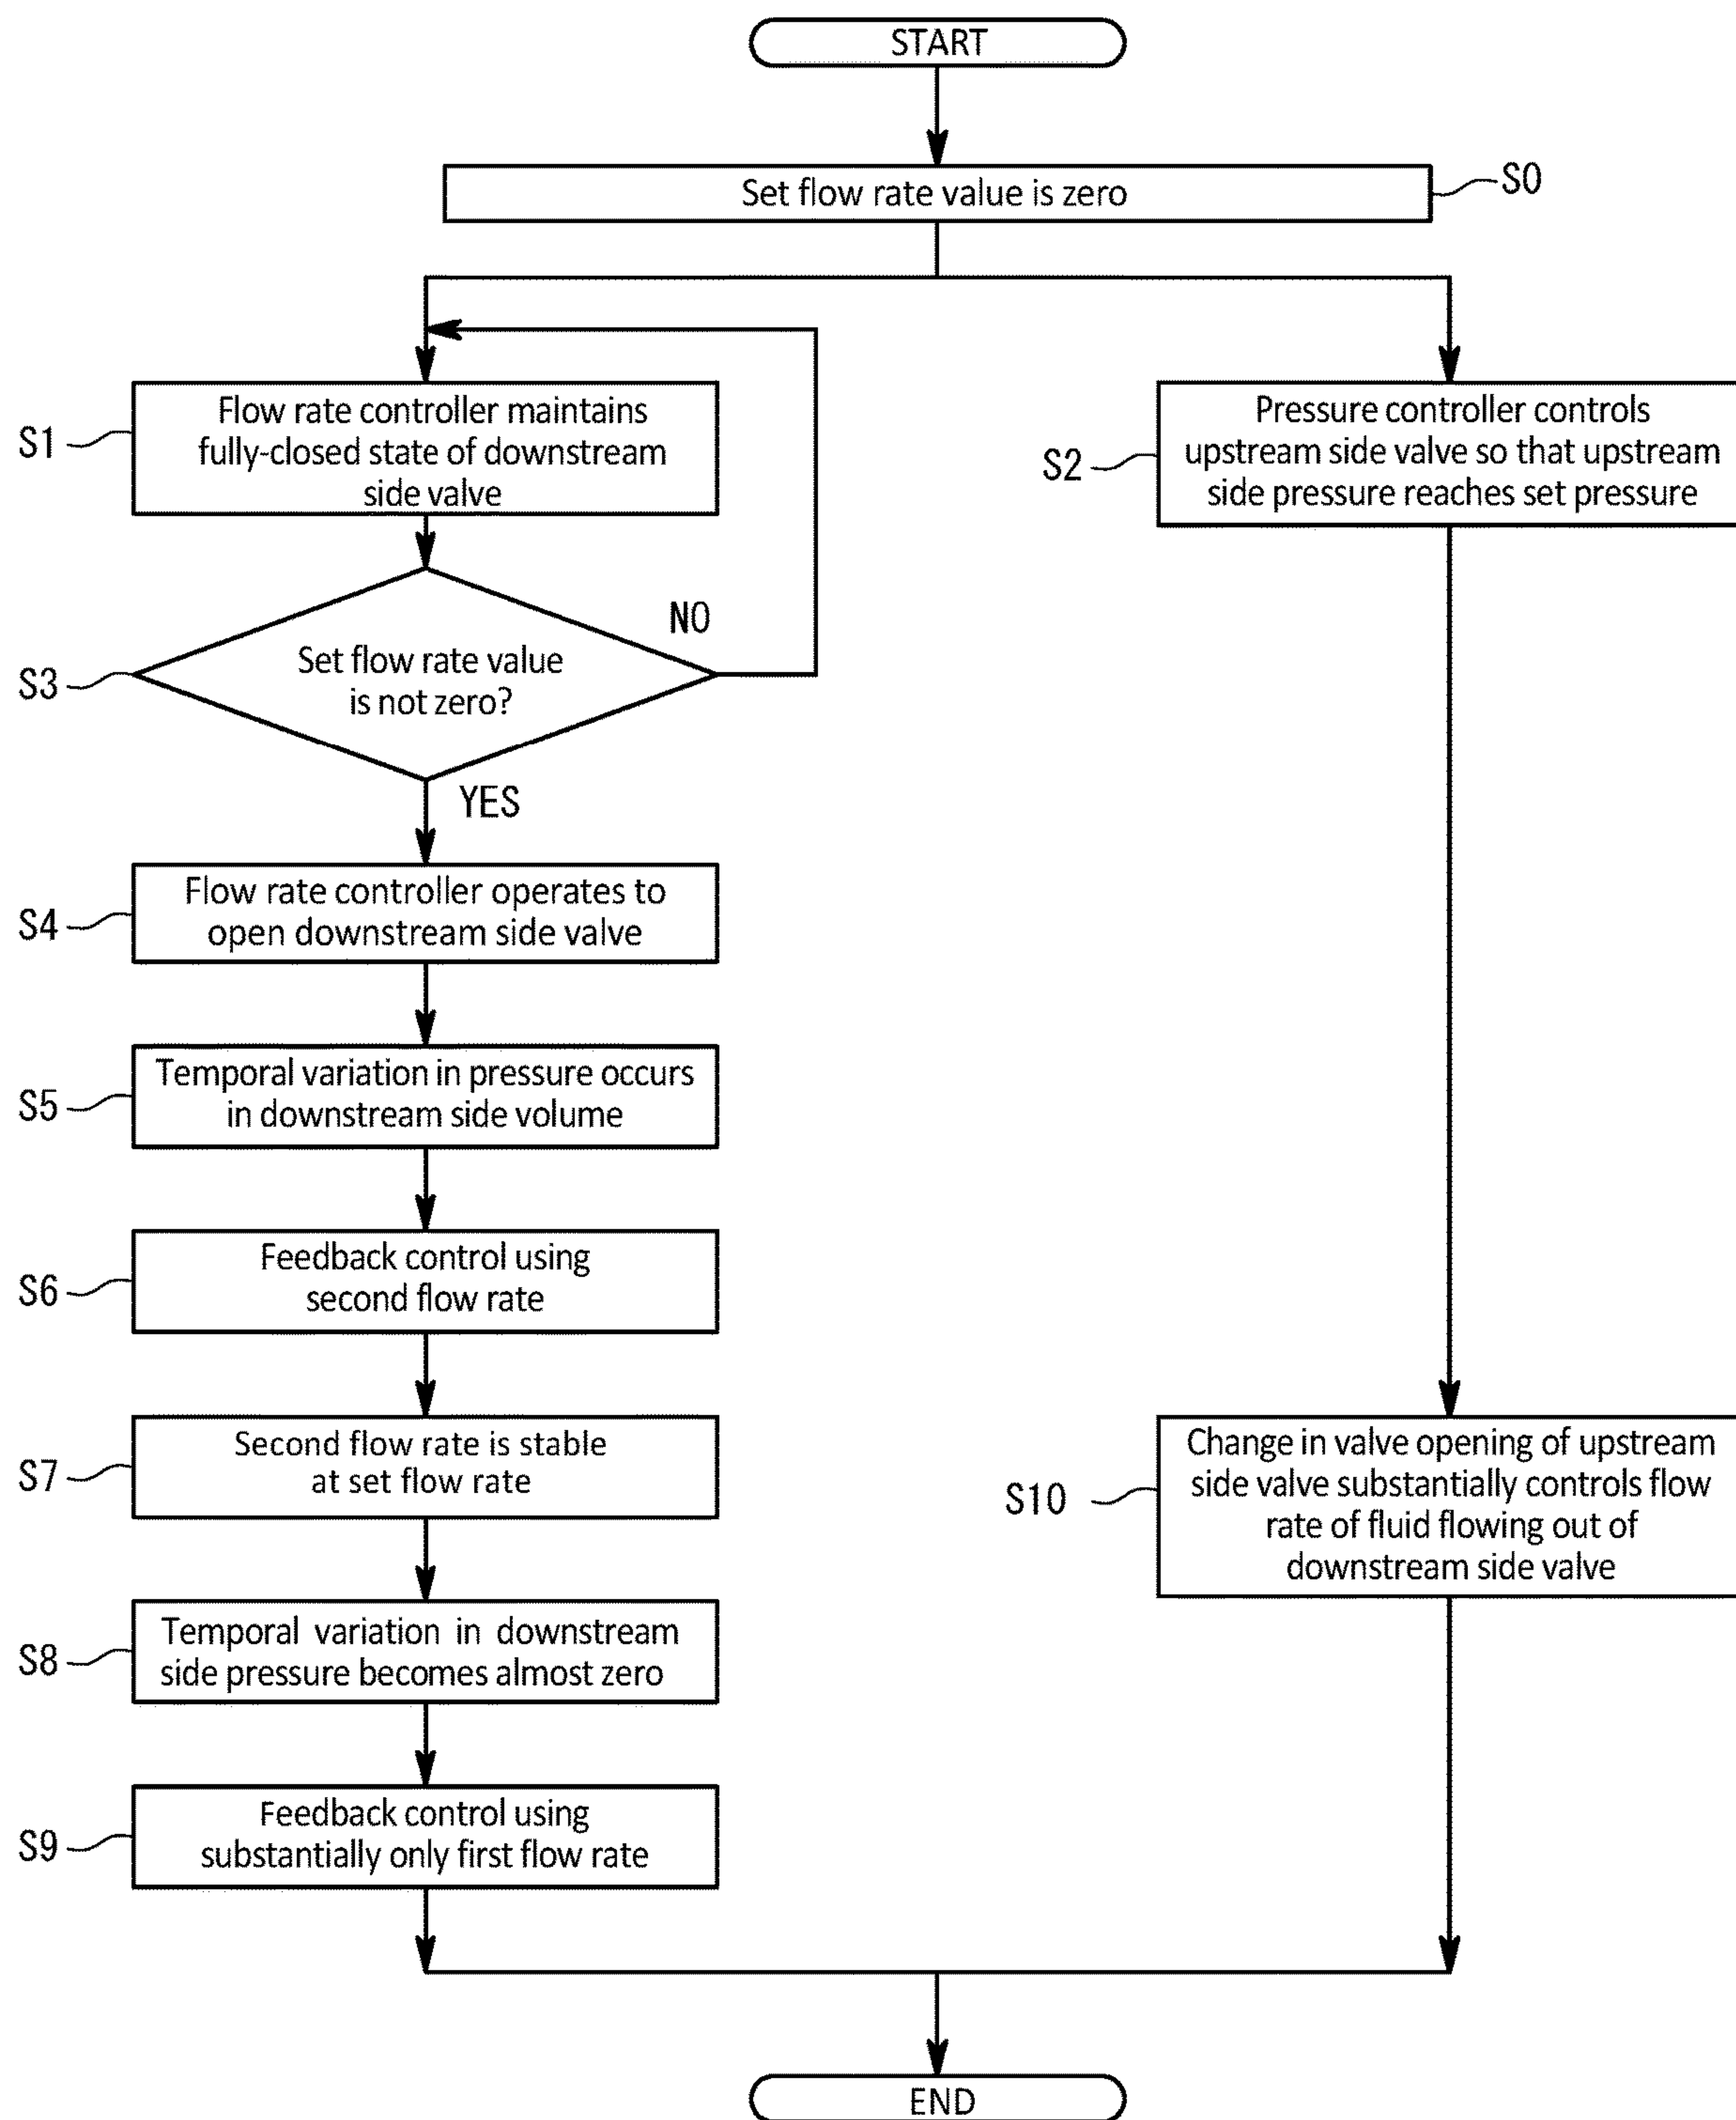 START
Set flow rate value is zero
S0
Flow rate controller maintains
fully-closed state of downstream
side valve
S1
Pressure controller controls
upstream side valve so that upstream
side pressure reaches set pressure
S2
NO
Set flow rate value
is not zero?
S3
YES
Flow rate controller operates to
open downstream side valve
S4
Temporal variation in pressure occurs
in downstream side volume
S5
Feedback control using
second flow rate
S6
Second flow rate is stable
at set flow rate
S7
Change in valve opening of upstream
side valve substantially controls flow
rate of fluid flowing out of
downstream side valve
S10
Temporal variation in downstream
side pressure becomes almost zero
S8
Feedback control using
substantially only first flow rate
S9
END